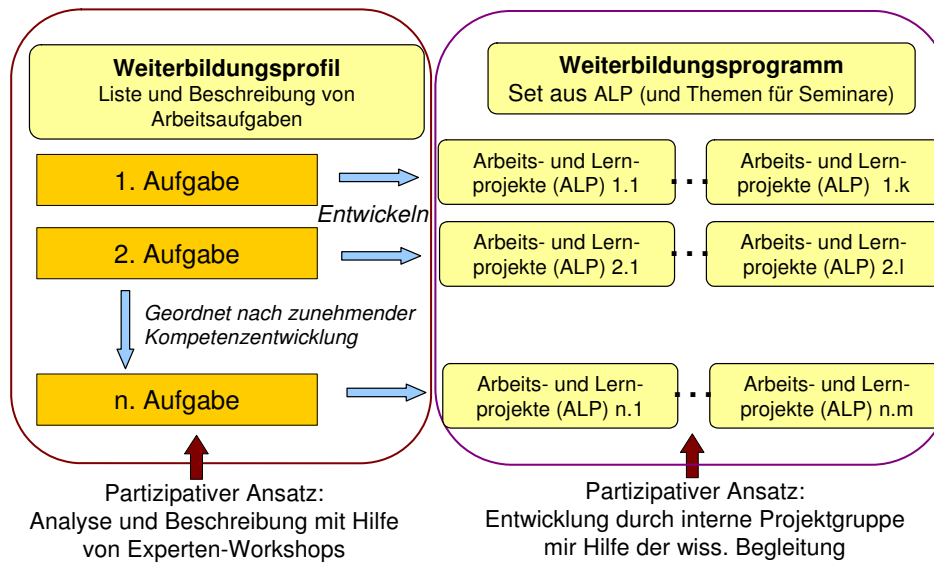 Weiterbildungsprofil
Liste und Beschreibung von
Arbeitsaufgaben
1. Aufgabe
2. Aufgabe
Geordnet nach zunehmender
Kompetenzentwicklung
n. Aufgabe
Entwickeln
Partizipativer Ansatz:
Analyse und Beschreibung mit Hilfe
von Experten-Workshops
Weiterbildungsprogramm
Set aus ALP (und Themen für Seminare)
Arbeits- und Lern-
projekte (ALP) 1.1
...
Arbeits- und Lern-
projekte (ALP) 1.k
Arbeits- und Lern-
projekte (ALP) 2.1
...
Arbeits- und Lern-
projekte (ALP) 2.l
Arbeits- und Lern-
projekte (ALP) n.1
...
Arbeits- und Lern-
projekte (ALP) n.m
Partizipativer Ansatz:
Entwicklung durch interne Projektgruppe
mir Hilfe der wiss. Begleitung